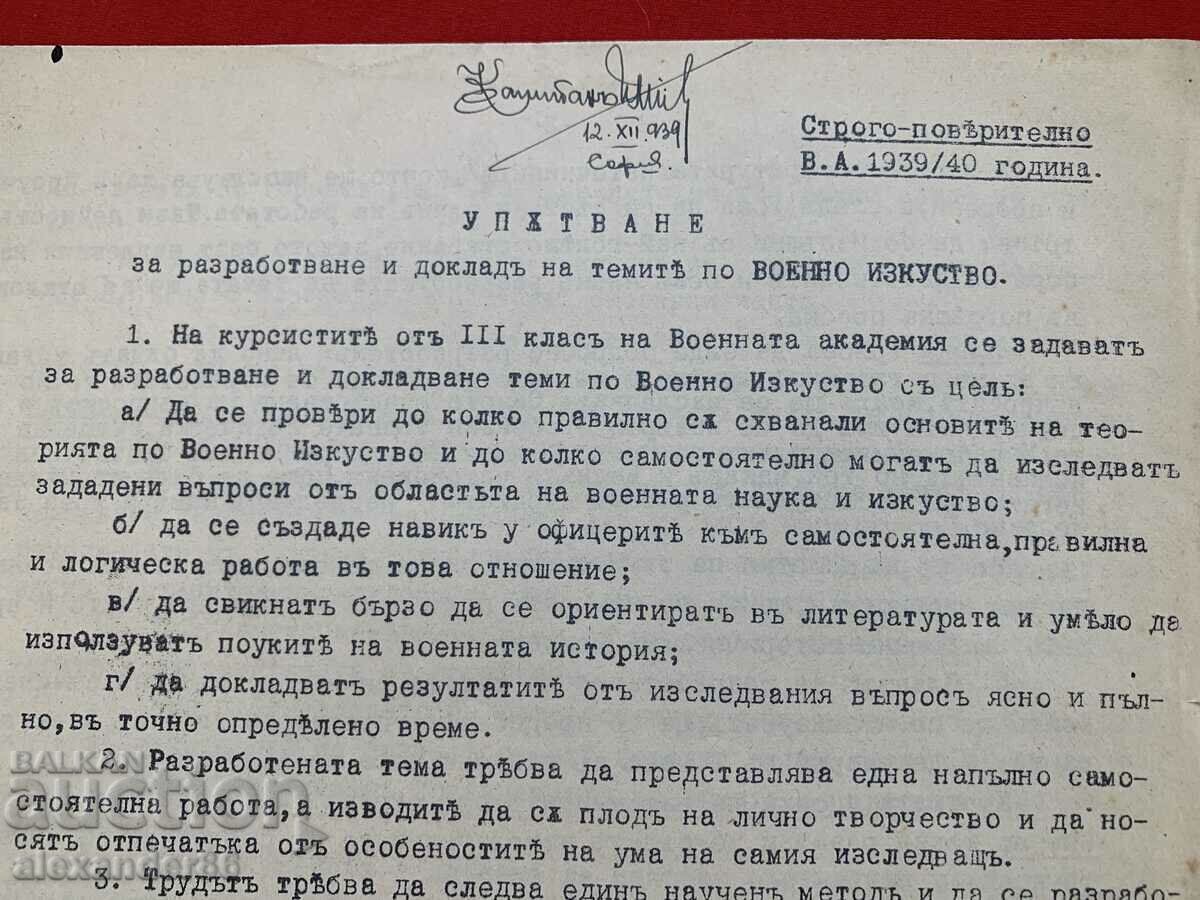 Капитанъ
12.XII.939
София.
Строго-повѣрително
В.А.1939/40 година.
УПѪТВАНЕ
за разработване и докладъ на темитѣ по ВОЕННО ИЗКУСТВО.
1. На курсиститѣ отъ III класъ на Военната академия се задаватъ
за разработване и докладване теми по Военно Изкуство съ цель:
а/ Да се провѣри до колко правилно сѫ схванали основитѣ на тео-
рията по Военно Изкуство и до колко самостоятелно могатъ да изследватъ
зададени въпроси отъ областьта на военната наука и изкуство;
б/ да се създаде навикъ у офицеритѣ къмъ самостоятелна,правилна
и логическа работа въ това отношение;
в/ да свикнатъ бързо да се ориентиратъ въ литературата и умѣло да
използуватъ поукитѣ на военната история;
г/ да докладватъ резултатитѣ отъ изследвания въпросъ ясно и пъл-
но,въ точно опредѣлено време.
2. Разработената тема трѣбва да представлява една напълно само-
стоятелна работа,а изводитѣ да сѫ плодъ на лично творчество и да но-
сятъ отпечатъка отъ особеноститѣ на ума на самия изследващъ.
3. Трудътъ трѣбва да следва единъ наученъ методъ и да се разрабо-
BALKAN
auction
alexander88